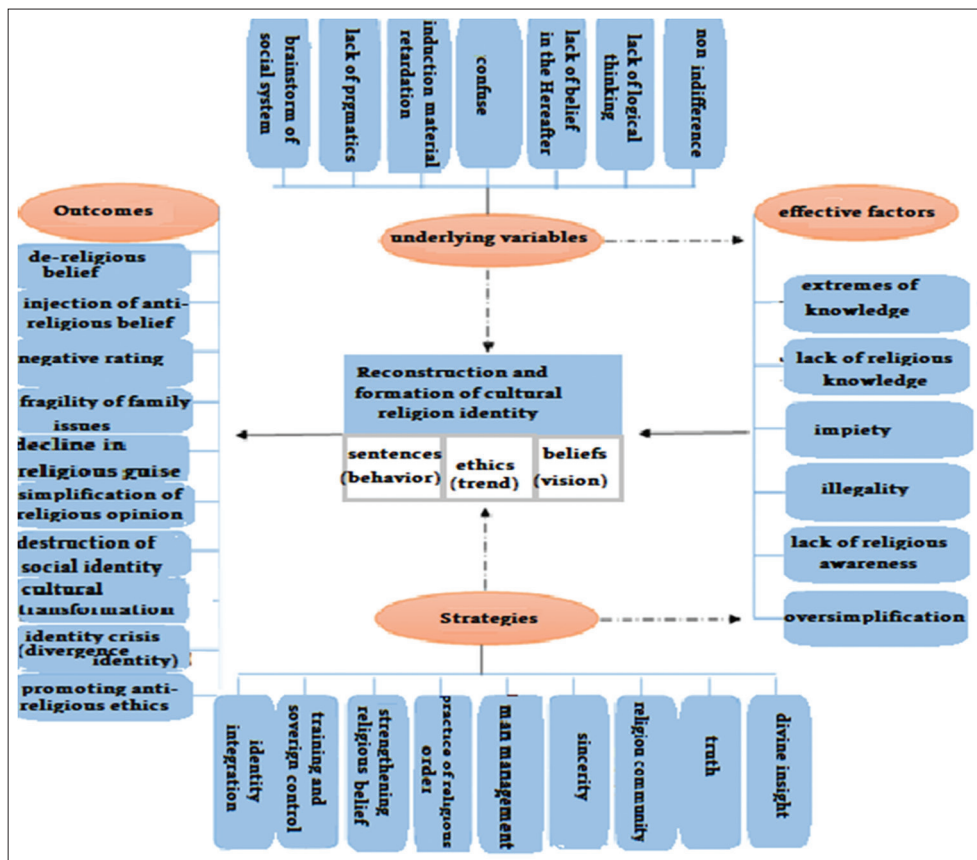 brainstorm of
social system
lack of prgmatics
induction material
retardation
confuse
lack of belief
in the Hereafter
lack of logical
thinking
non indifference
Outcomes
underlying variables
effective factors
de-religious
belief
injection of anti-
religious belief
negative rating
fragility of family
issues
decline in
religious guise
simplification of
religious opinion
destruction of
social identity
cultural
transformation
identity crisis
(divergence
identity)
promoting anti-
religious ethics
Reconstruction and
formation of cultural
religion identity
sentences
(behavior)
ethics
(trend)
beliefs
(vision)
extremes of
knowledge
lack of religious
knowledge
impiety
illegality
lack of religious
awareness
oversimplification
Strategies
identity
integration
training and
soverign control
strengthening
religious belief
practice of religious
order
man management
sincerity
religion community
truth
divine insight